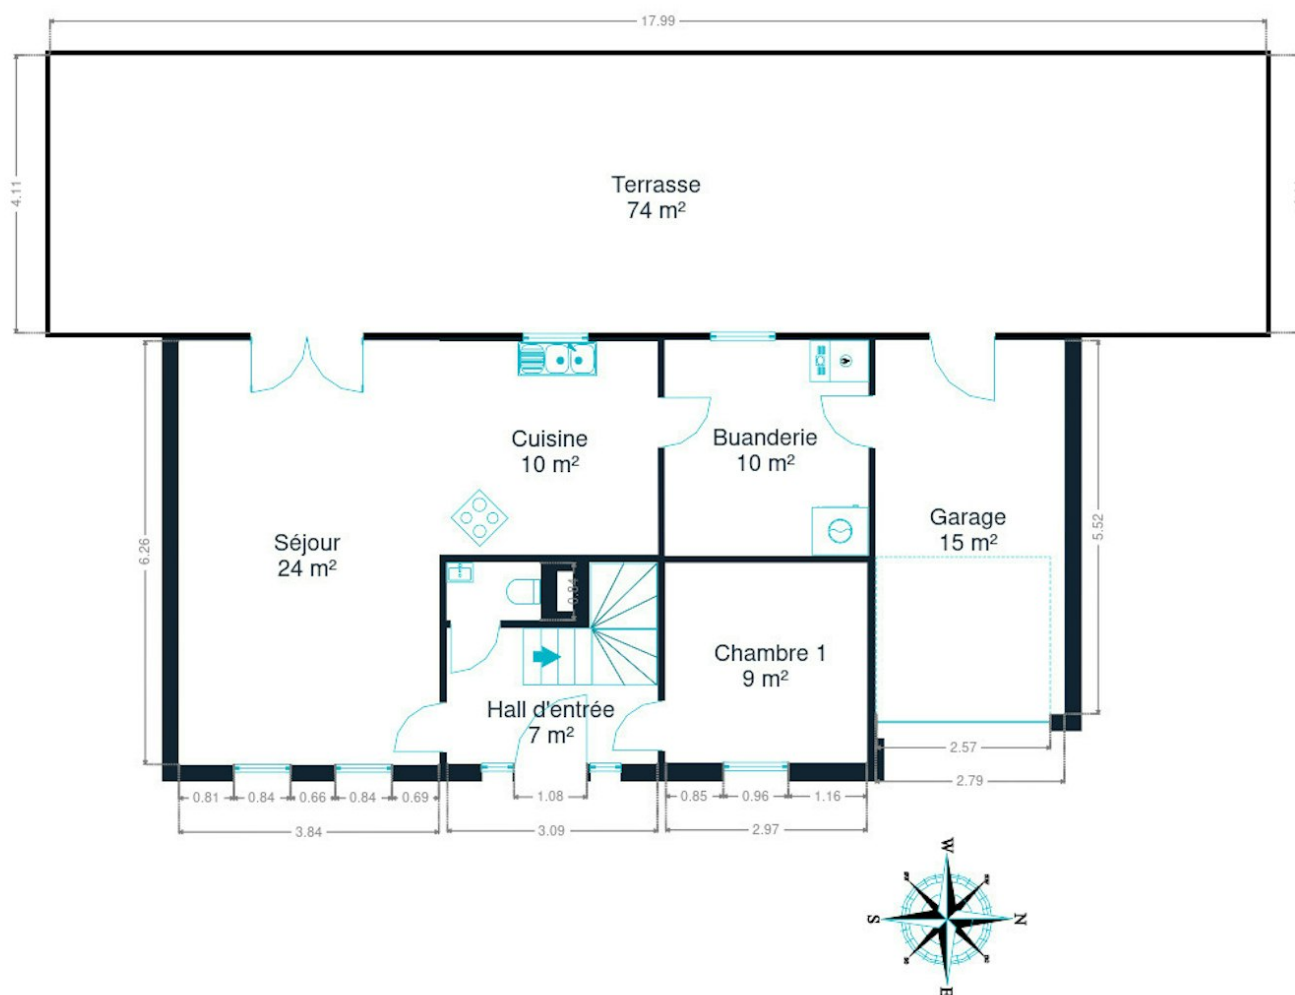 17.99
4.11
Terrasse
74 m²
Cuisine
10 m²
Buanderie
10 m²
Garage
15 m²
Séjour
24 m²
6.26
5.52
0.84
Chambre 1
9 m²
Hall d'entrée
7 m²
2.57
2.79
0.81 0.84 0.66 0.84 0.69
1.08
0.85 0.96 1.16
3.84
3.09
2.97
W
S
N
E